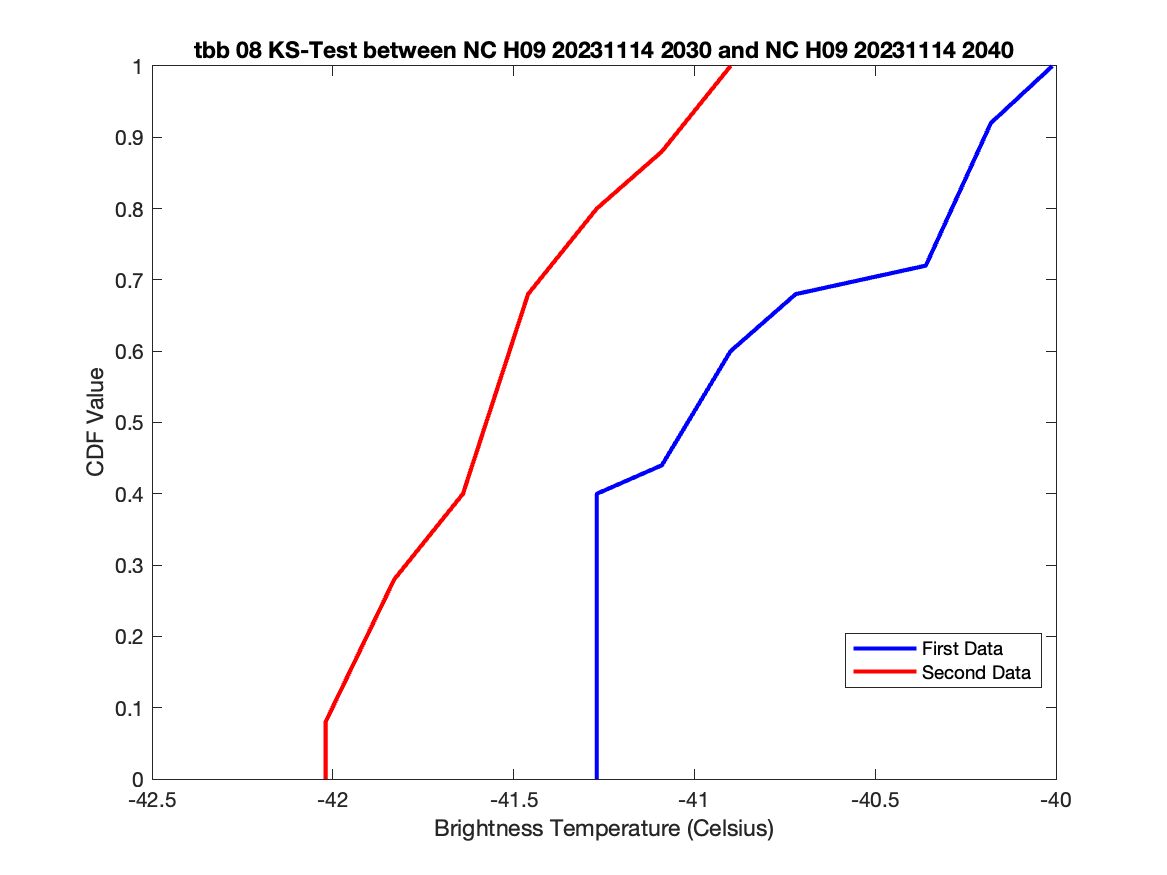 tbb 08 KS-Test between NC H09 20231114 2030 and NC H09 20231114 2040
1
0.9
0.8
0.7
0.6
0.5
0.4
0.3
0.2
0.1
0
CDF Value
First Data
Second Data
-42.5 -42 -41.5 -41 -40.5 -40
Brightness Temperature (Celsius)